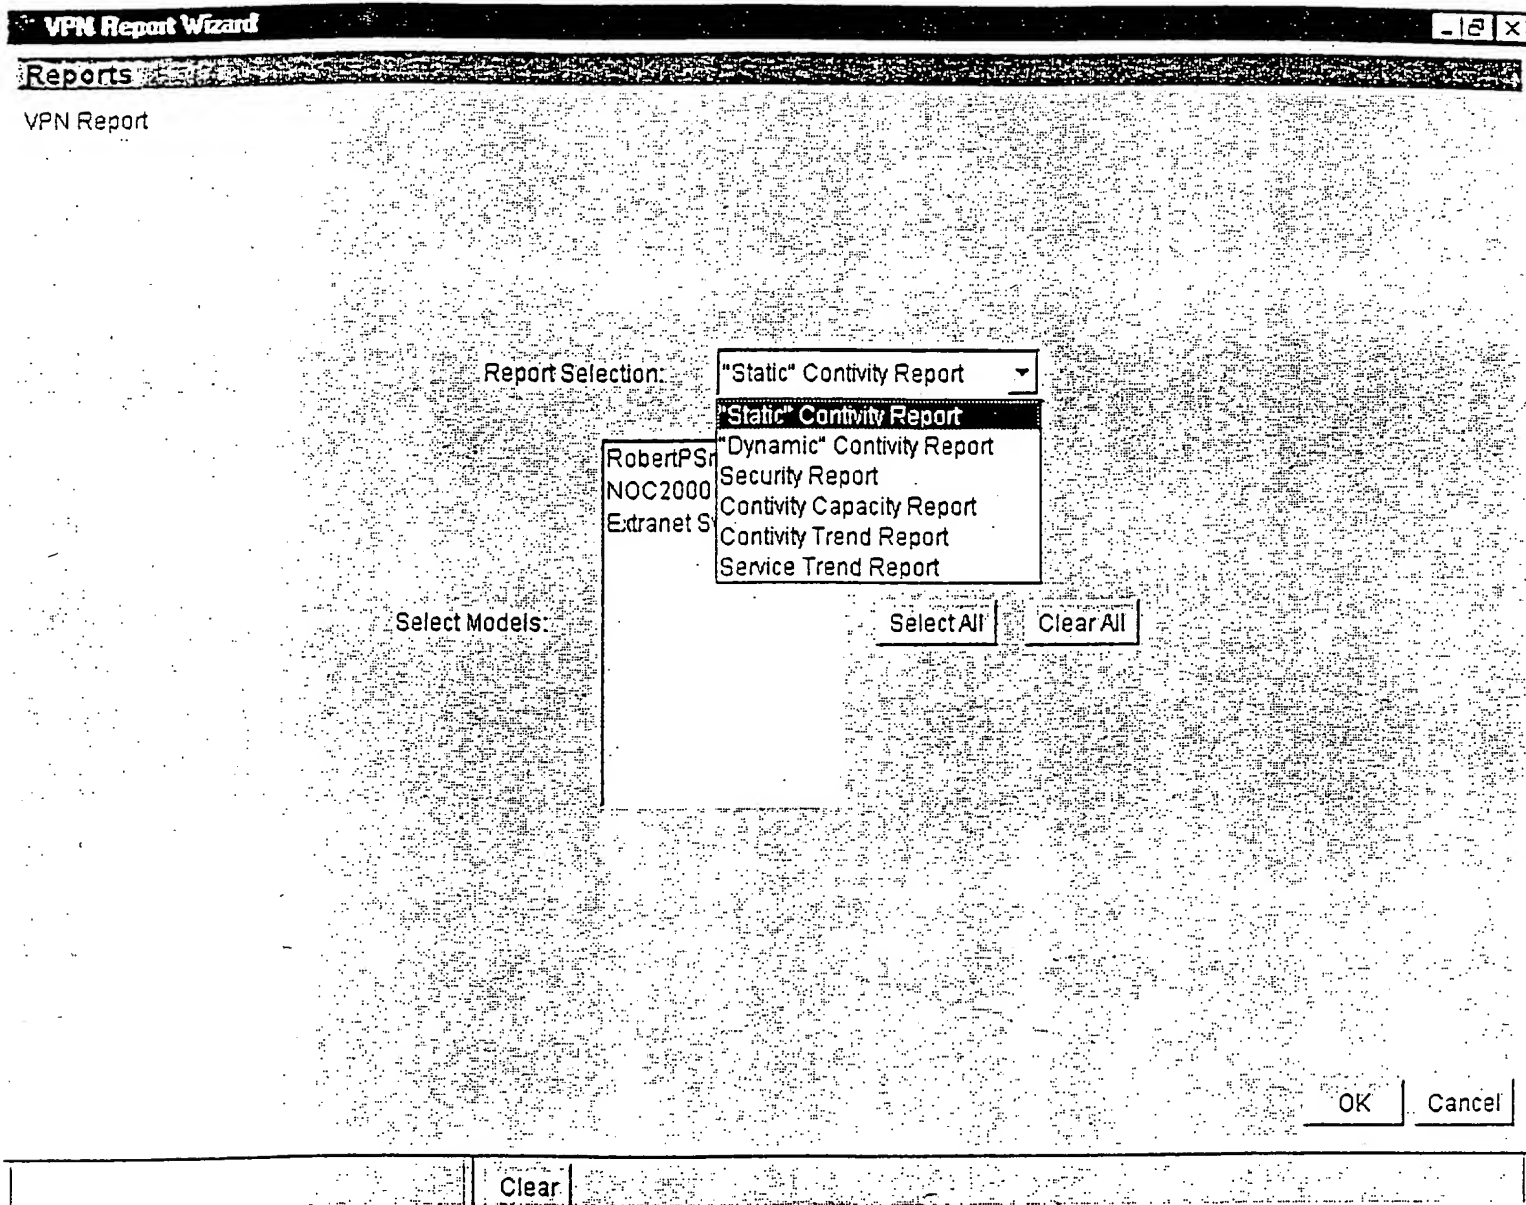 VPN Report Wizard
Reports
VPN Report
Report Selection: "Static" Contivity Report
"Static" Contivity Report
"Dynamic" Contivity Report
Security Report
Contivity Capacity Report
Contivity Trend Report
Service Trend Report
NOC2000
Extranet
Select Models:
Select All
Clear All
OK
Cancel
Clear